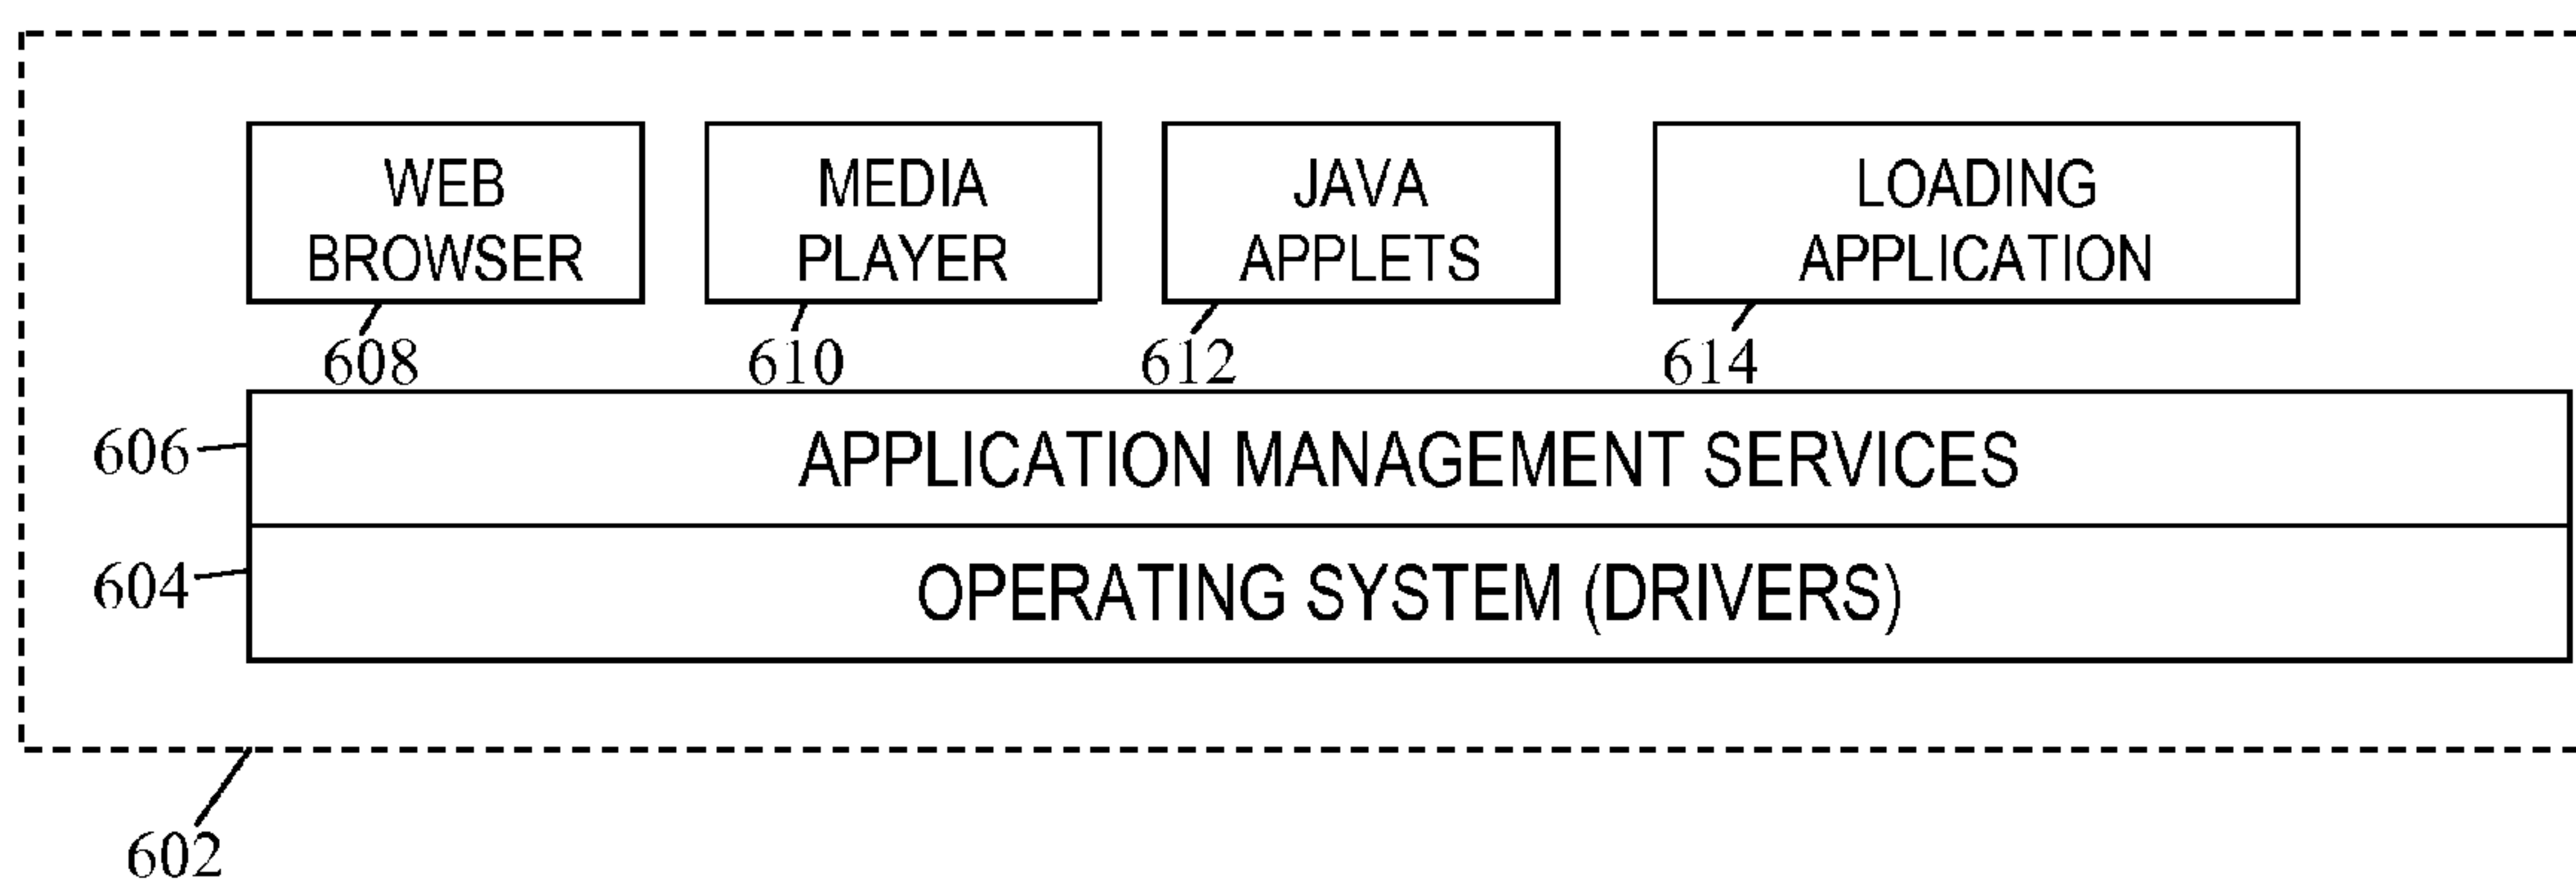 WEB
BROWSER
MEDIA
PLAYER
JAVA
APPLETS
LOADING
APPLICATION
608
610
612
614
606
APPLICATION MANAGEMENT SERVICES
604
OPERATING SYSTEM (DRIVERS)
602